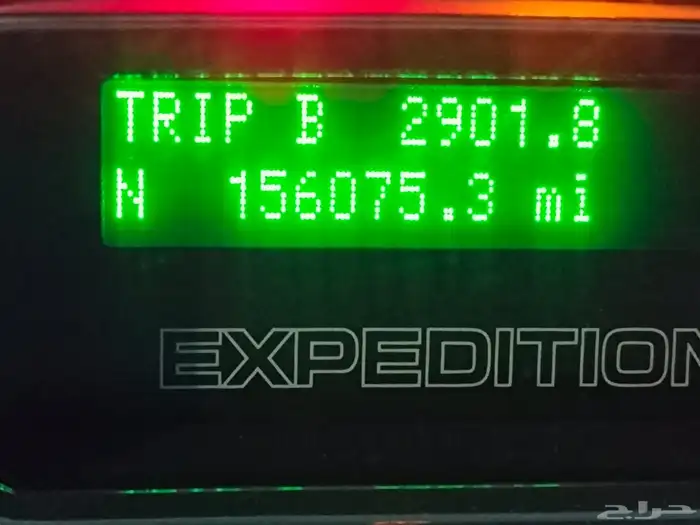 TRIP B 2901.8
N 156075.3 mi
EXPEDITION
حراج